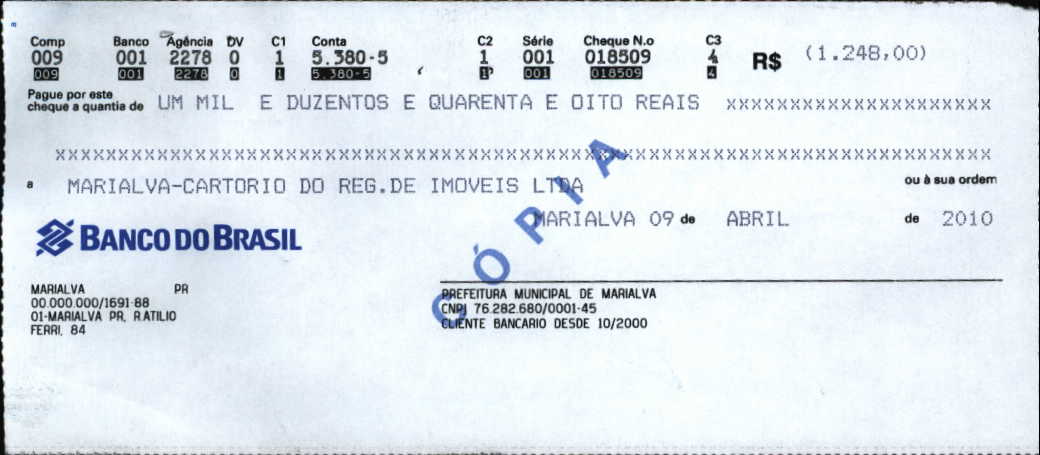 Comp Banco Agência DV C1 Conta C2 Série Cheque N.o C3
009 001 2278 0 1 5.380-5 1 001 018509 4 R$ (1.248,00)
009 001 2278 0 1 5.380-5 1 001 018509 4
Pague por este
cheque a quantia de UM MIL E DUZENTOS E QUARENTA E OITO REAIS XXXXXXXXXXXXXXXXXXXXX
XXXXXXXXXXXXXXXXXXXXXXXXXXXXXXXXXXXXXXXXXXXXXXXXXXXXXXXXXXXXXXXXXXXXXXXX
a MARIALVA-CARTORIO DO REG.DE IMOVEIS LTDA ou à sua ordem
MARIALVA 09 de ABRIL de 2010
CÓPIA
BANCO DO BRASIL
MARIALVA PR
00.000.000/1691-88
01-MARIALVA PR, R.ATILIO
FERRI, 84
PREFEITURA MUNICIPAL DE MARIALVA
CNPJ 76.282.680/0001-45
CLIENTE BANCARIO DESDE 10/2000